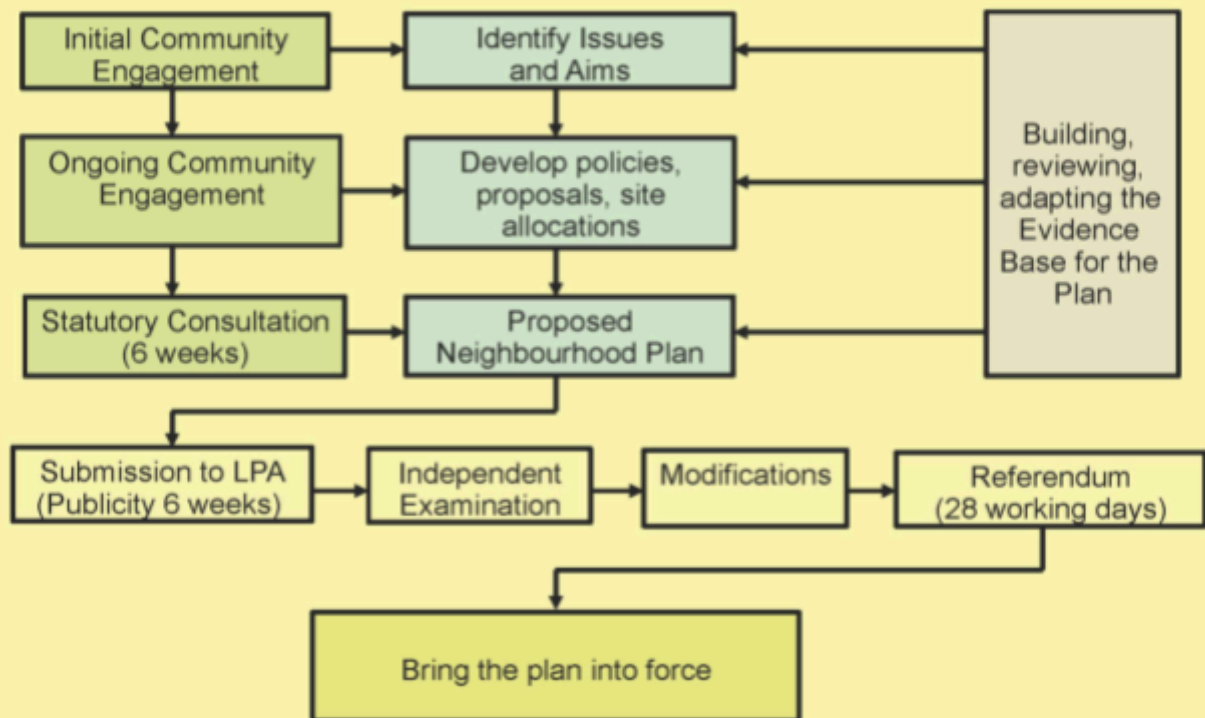 Initial Community
Engagement
Identify Issues
and Aims
Building,
reviewing,
adapting the
Evidence
Base for the
Plan
Ongoing Community
Engagement
Develop policies,
proposals, site
allocations
Statutory Consultation
(6 weeks)
Proposed
Neighbourhood Plan
Submission to LPA
(Publicity 6 weeks)
Independent
Examination
Modifications
Referendum
(28 working days)
Bring the plan into force